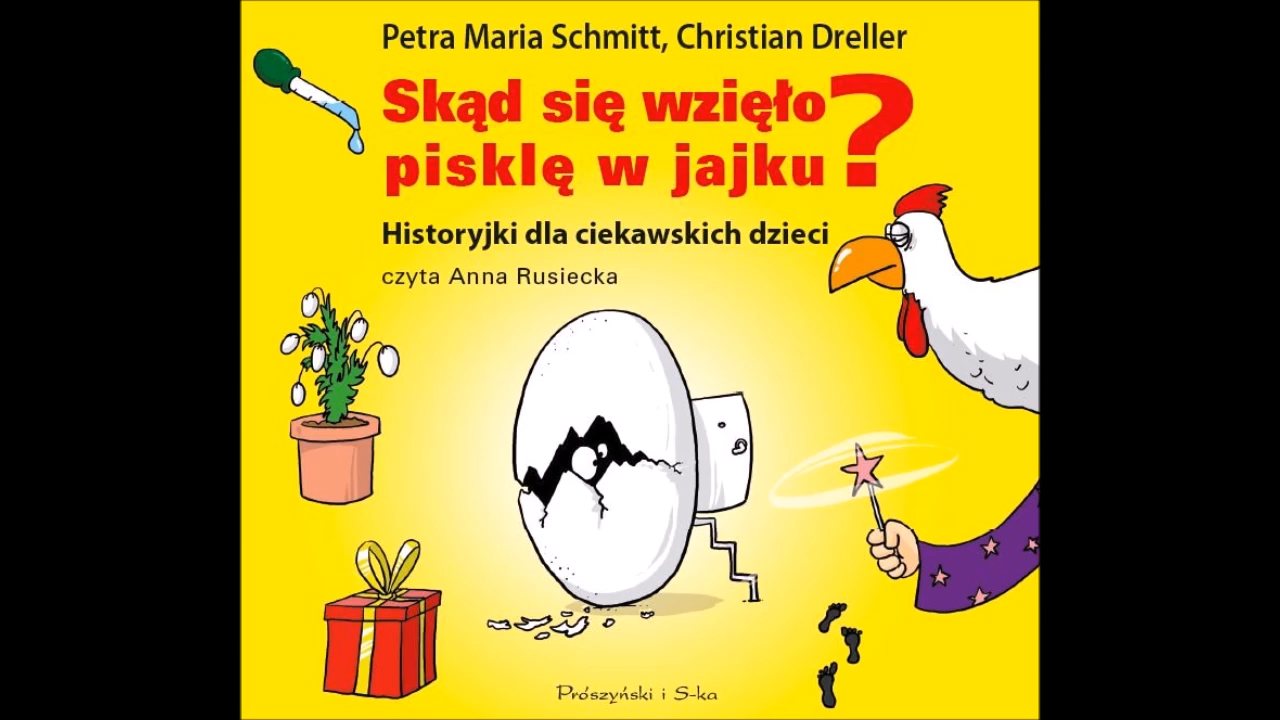 Petra Maria Schmitt, Christian Dreller
Skąd się wzięło
pisklę w jajku?
Historyjki dla ciekawskich dzieci
czyta Anna Rusiecka
Prószyński i S-ka